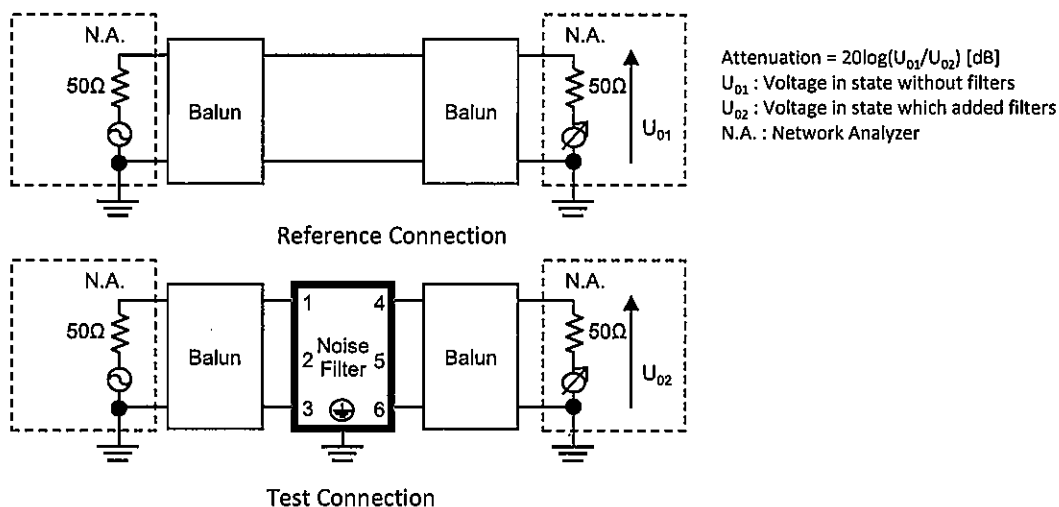 N.A.
50Ω
Balun
Balun
N.A.
50Ω
U01
Attenuation = 20log(U01/U02) [dB]
U01 : Voltage in state without filters
U02 : Voltage in state which added filters
N.A. : Network Analyzer
Reference Connection
N.A.
50Ω
Balun
1 4
2 Noise Filter 5
3 6
Balun
N.A.
50Ω
U02
Test Connection